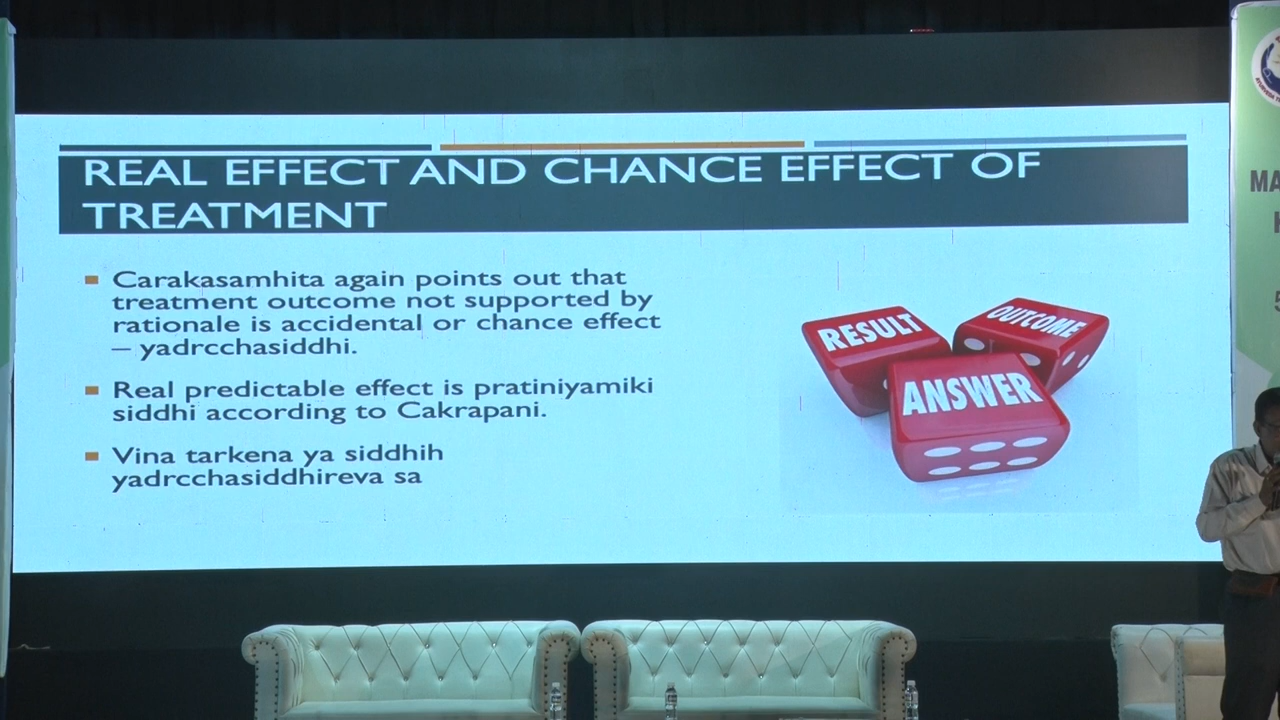 REAL EFFECT AND CHANCE EFFECT OF
TREATMENT
Carakasamhita again points out that
treatment outcome not supported by
rationale is accidental or chance effect
– yadrcchasiddhi.
Real predictable effect is pratiniyamiki
siddhi according to Cakrapani.
Vina tarkena ya siddhih
yadrcchasiddhireva sa
RESULT
OUTCOME
ANSWER
MA